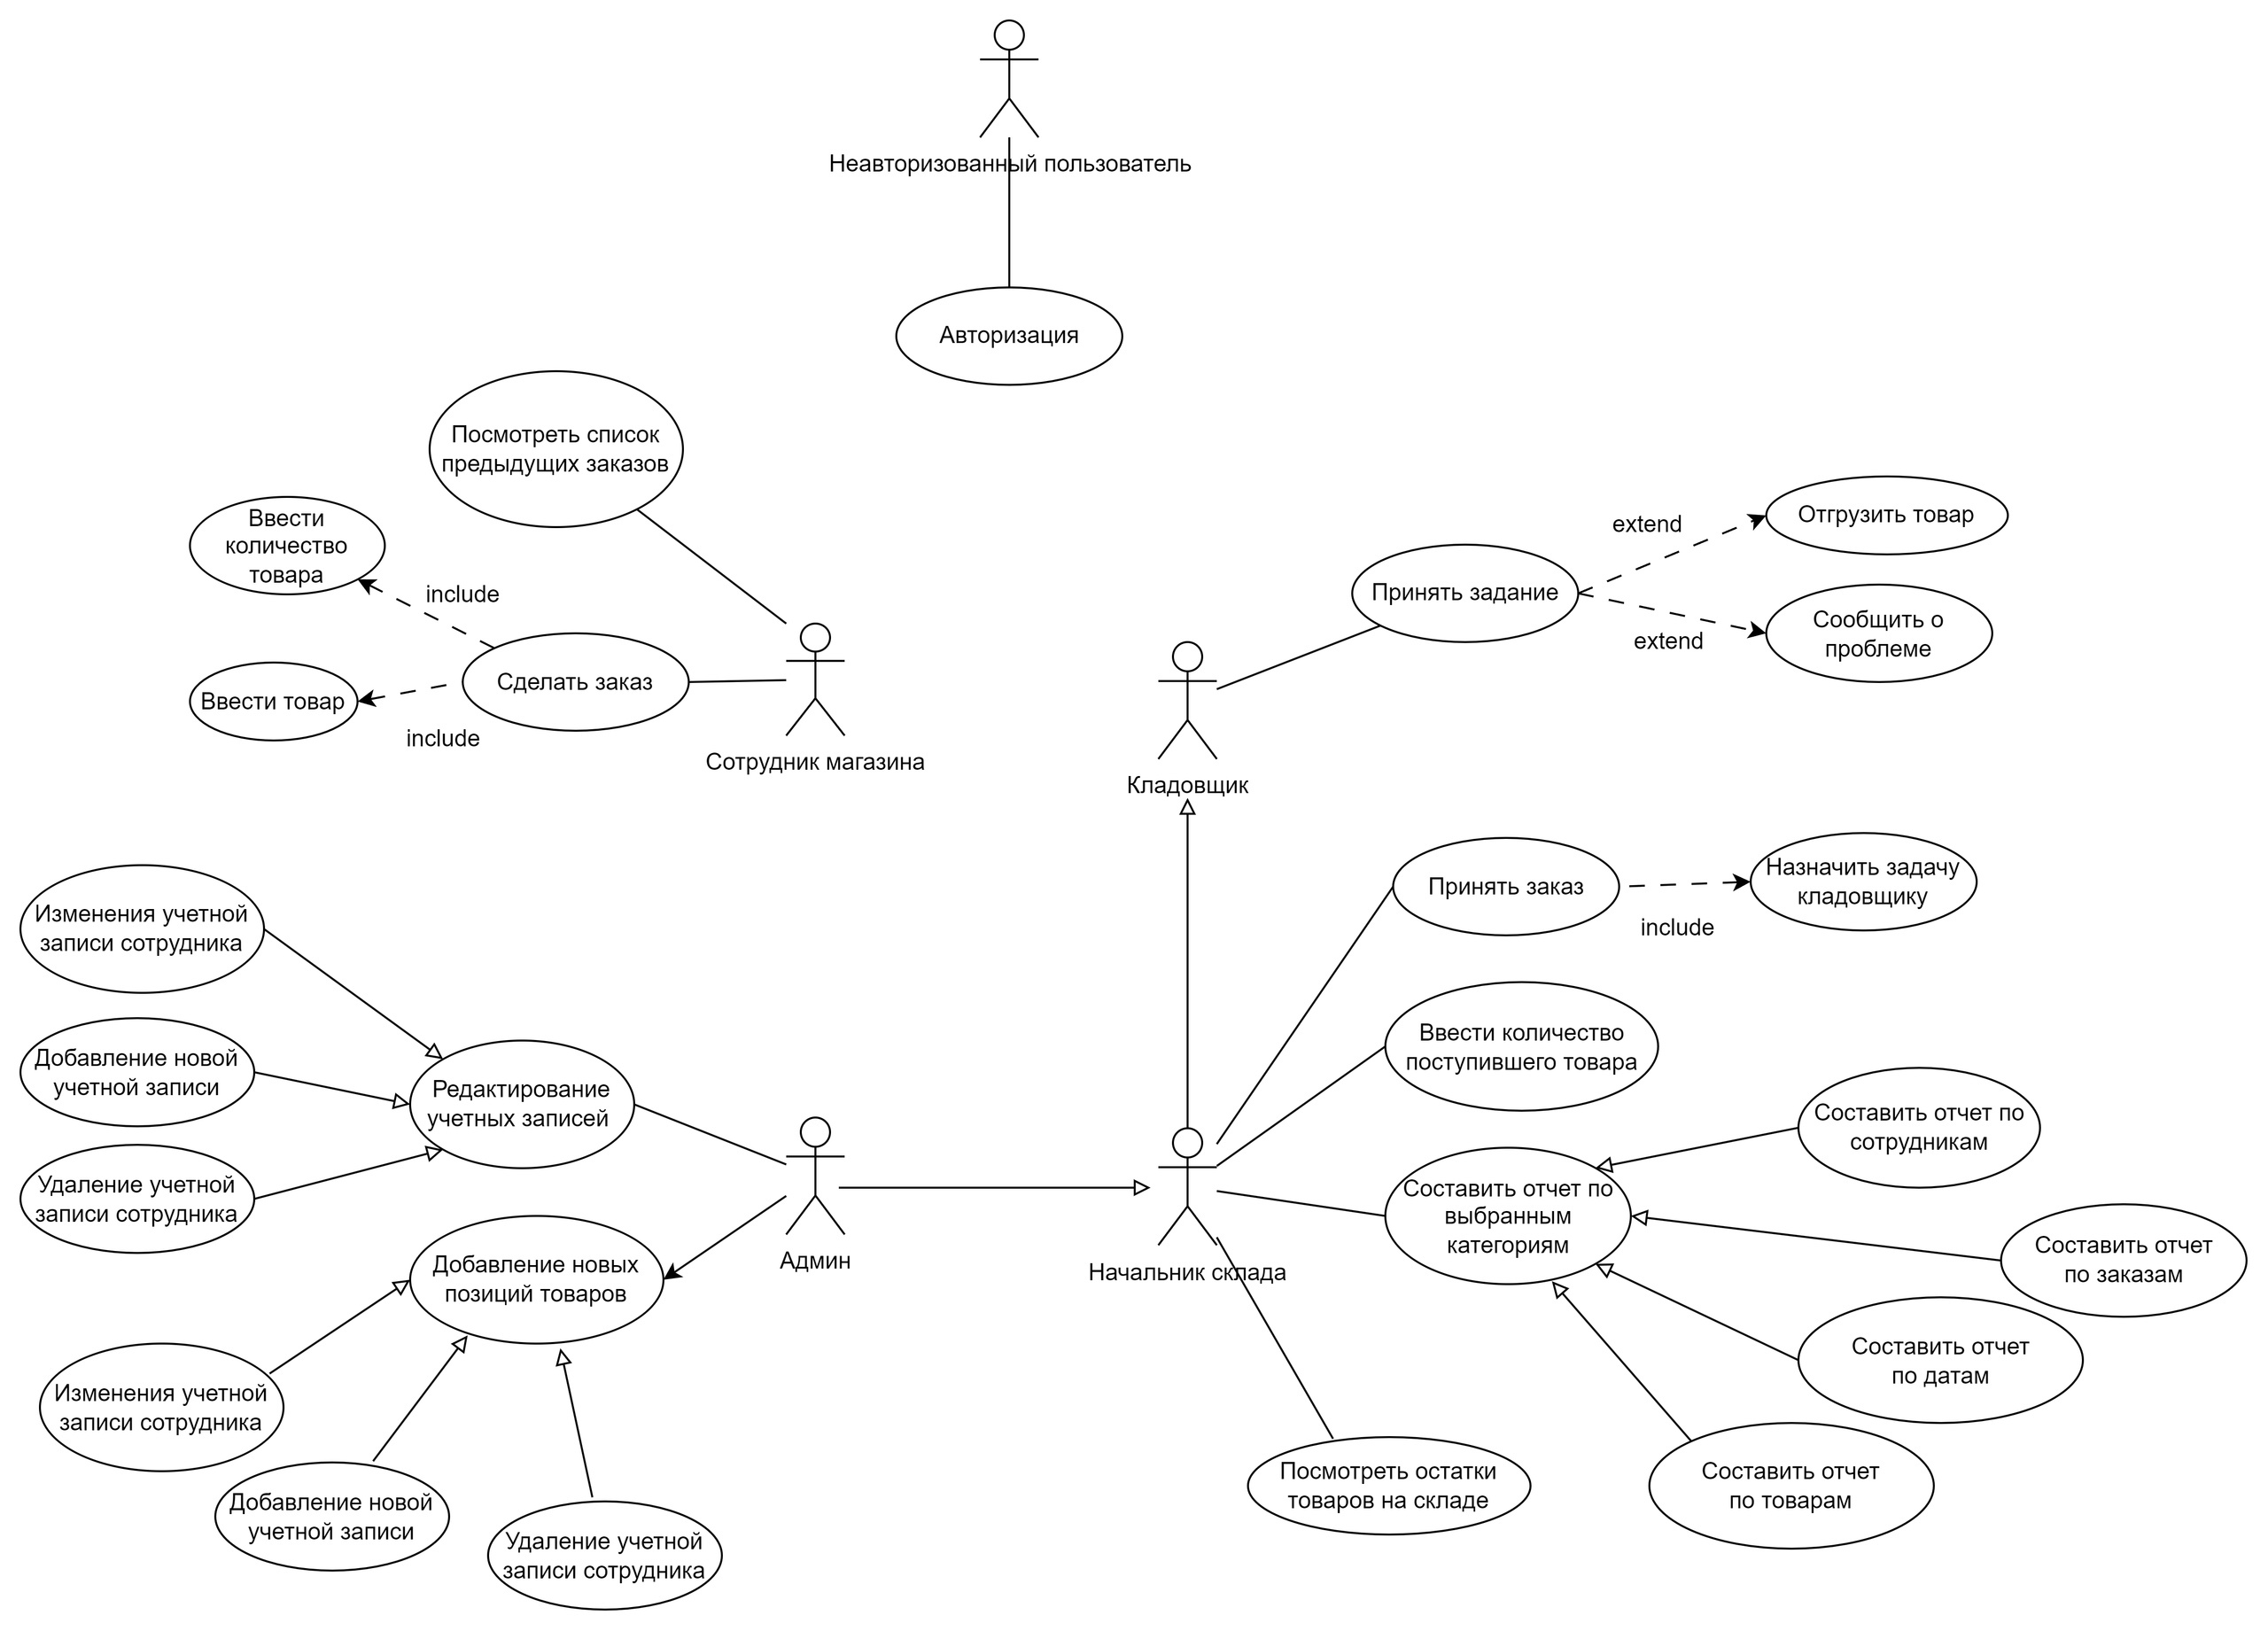 Неавторизованный пользователь
Авторизация
Посмотреть список
предыдущих заказов
Ввести
количество
товара
include
Сделать заказ
Ввести товар
include
Сотрудник магазина
Отгрузить товар
extend
Принять задание
Сообщить о
проблеме
extend
Кладовщик
Принять заказ
Назначить задачу
кладовщику
include
Ввести количество
поступившего товара
Изменения учетной
записи сотрудника
Добавление новой
учетной записи
Удаление учетной
записи сотрудника
Редактирование
учетных записей
Админ
Добавление новых
позиций товаров
Изменения учетной
записи сотрудника
Добавление новой
учетной записи
Удаление учетной
записи сотрудника
Начальник склада
Составить отчет по
выбранным
категориям
Составить отчет по
сотрудникам
Составить отчет
по заказам
Составить отчет
по датам
Составить отчет
по товарам
Посмотреть остатки
товаров на складе